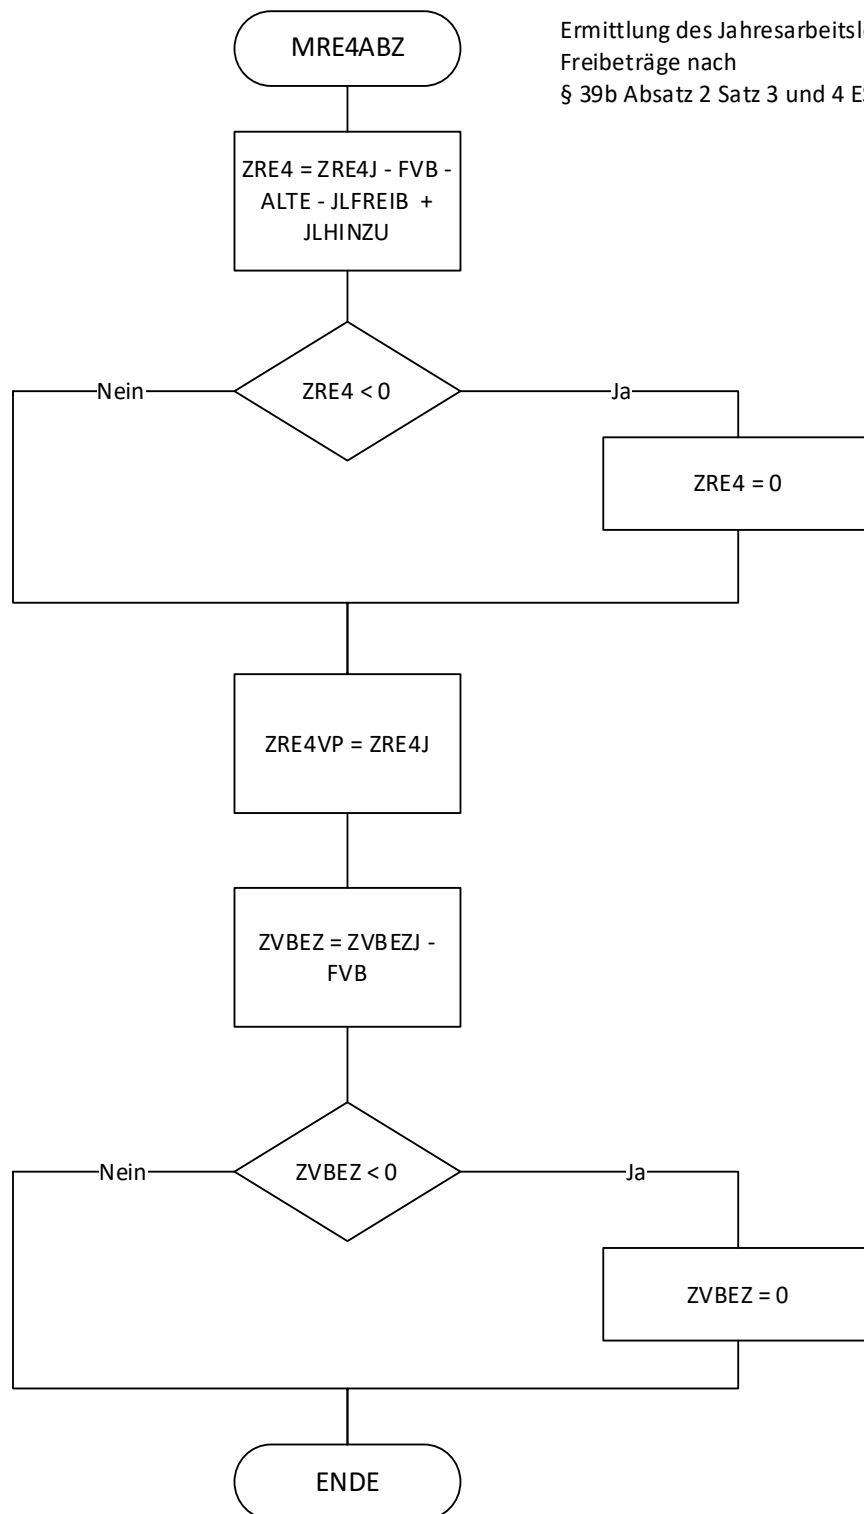 MRE4ABZ
Ermittlung des
Freibeträge nach
§ 39b Absatz 2 Satz 3 und 4
ZRE4 = ZRE4J - FVB -
ALTE - JLFREIB +
JLHINZU
Nein
ZRE4 < 0
Ja
ZRE4 = 0
ZRE4VP = ZRE4J
ZVBEZ = ZVBEZJ -
FVB
Nein
ZVBEZ < 0
Ja
ZVBEZ = 0
ENDE